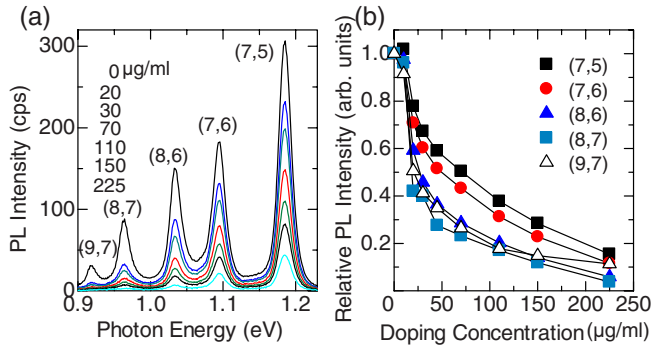 (a)
PL Intensity (cps)
300
200
100
0
0 μg/ml
20
30
70
110
150
225
(9,7)
(8,7)
(8,6)
(7,6)
(7,5)
0.9 1.0 1.1 1.2
Photon Energy (eV)
(b)
Relative PL Intensity (arb. units)
1.0
0.8
0.6
0.4
0.2
(7,5)
(7,6)
(8,6)
(8,7)
(9,7)
0 50 100 150 200 250
Doping Concentration (μg/ml)